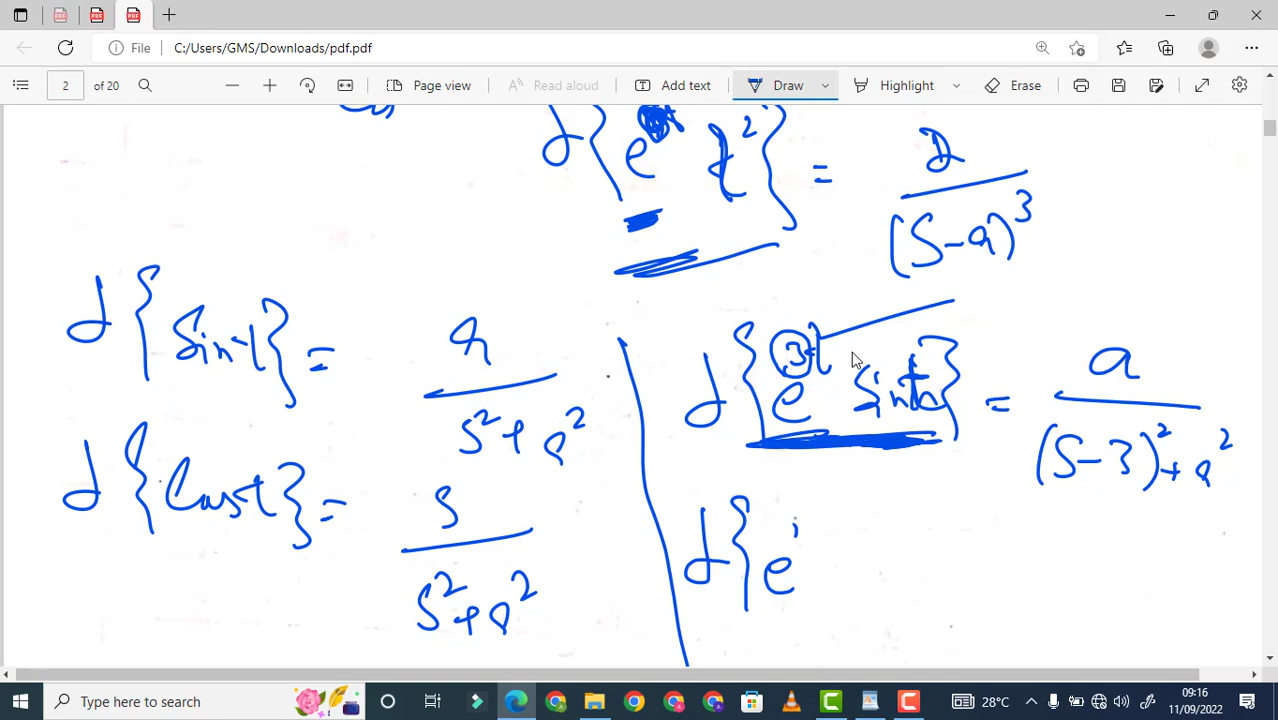 File C:/Users/GMS/Downloads/pdf.pdf
2 of 20 Page view Read aloud Add text Draw Highlight Erase
t²} = 2
(S-a)³
L{sint} = a
s²+a²
L{e^3t sinta} = a
(S-3)²+a²
L{cost} = s
s²+a²
L{e
Type here to search 28°C 09:16
11/09/2022